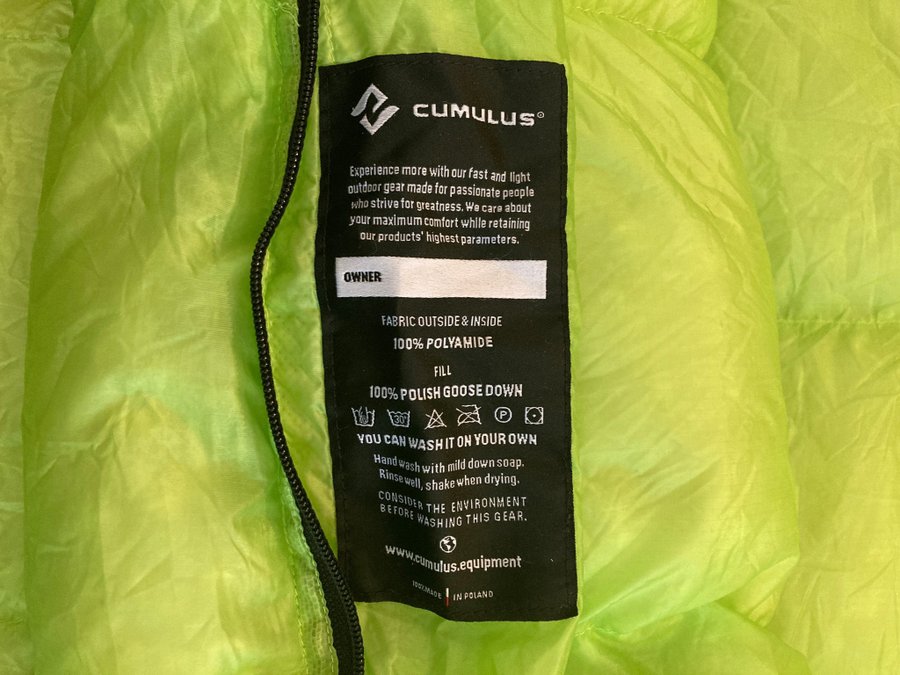 CUMULUS®
Experience more with our fast and light
outdoor gear made for passionate people
who strive for greatness. We care about
your maximum comfort while retaining
our products' highest parameters.
OWNER
FABRIC OUTSIDE & INSIDE
100% POLYAMIDE
FILL
100% POLISH GOOSE DOWN
30°
P
YOU CAN WASH IT ON YOUR OWN
Hand wash with mild down soap.
Rinse well, shake when drying.
CONSIDER THE ENVIRONMENT
BEFORE WASHING THIS GEAR.
www.cumulus.equipment
100% MADE IN POLAND